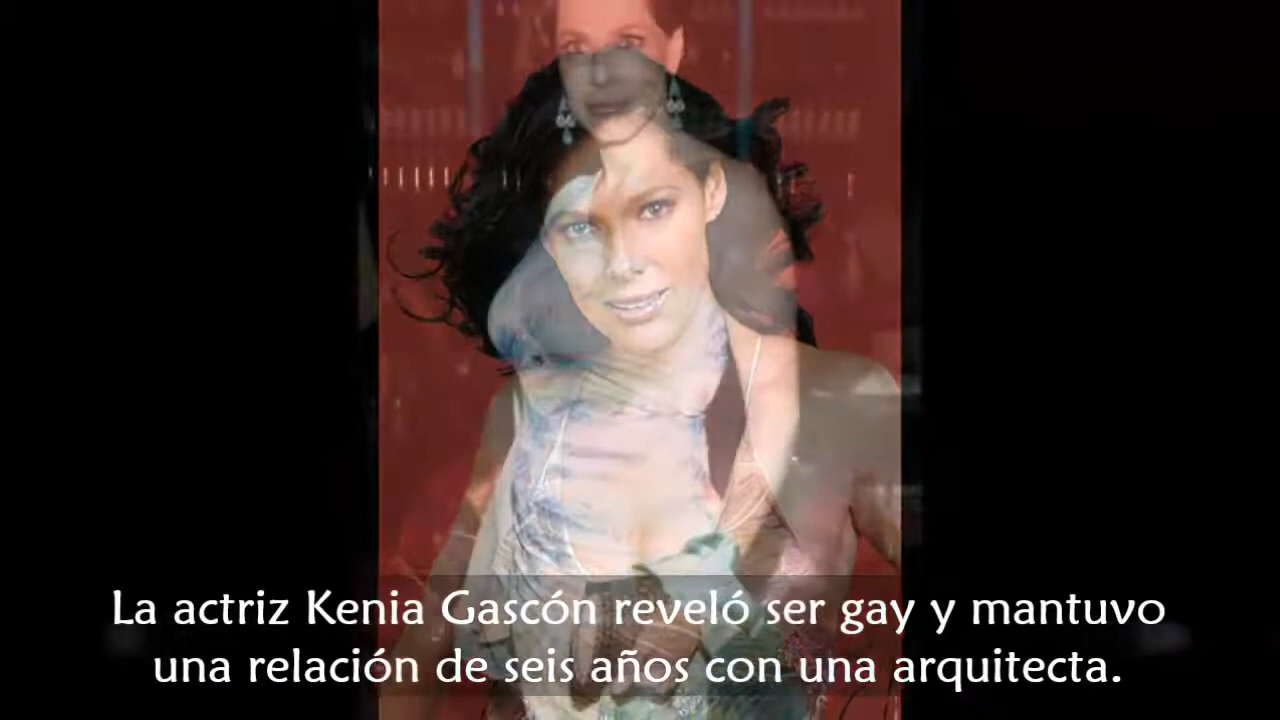 La actriz Kenia Gascón reveló ser gay y mantuvo
una relación de seis años con una arquitecta.